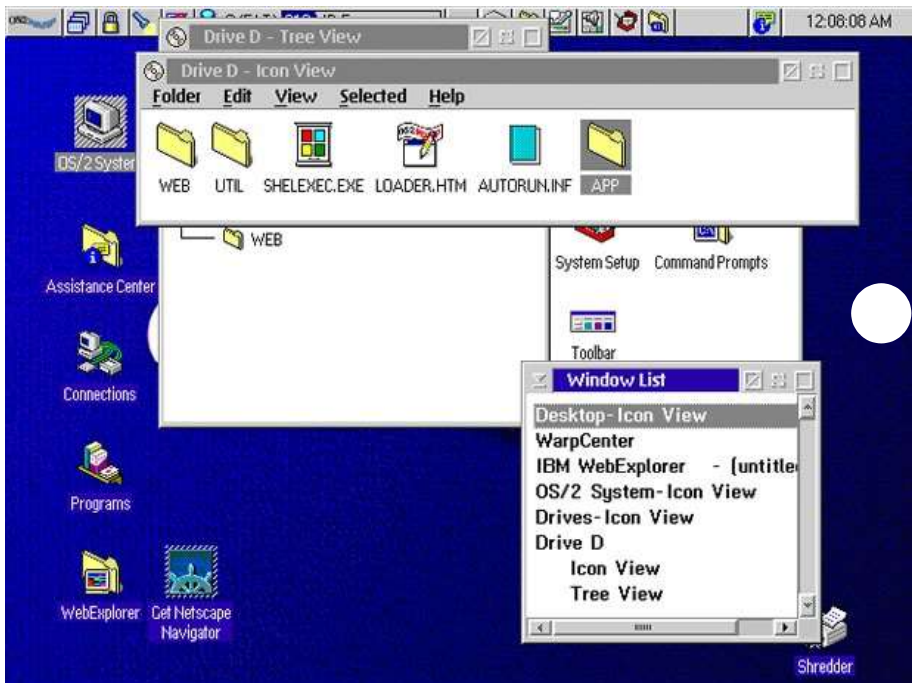 12:08:08 AM
Drive D - Tree View
Drive D - Icon View
Folder Edit View Selected Help
OS/2 System
WEB UTIL SHELEXEC.EXE LOADER.HTM AUTORUN.INF APP
WEB
System Setup Command Prompts
Assistance Center
Toolbar
Connections
Window List
Desktop-Icon View
WarpCenter
IBM WebExplorer - (untitle
OS/2 System-Icon View
Drives-Icon View
Drive D
Icon View
Tree View
Programs
WebExplorer
Get Netscape
Navigator
Shredder